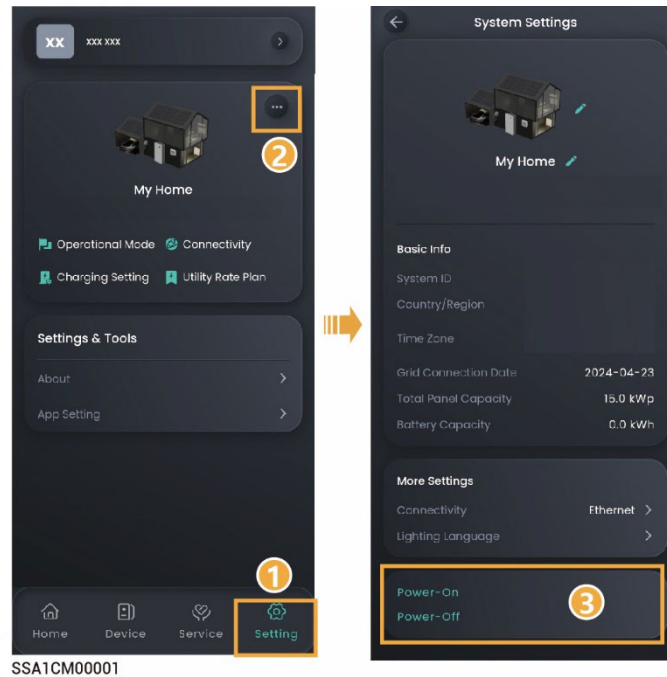 XX xxx xxx
2
My Home
Operational Mode Connectivity
Charging Setting Utility Rate Plan
Settings & Tools
About
App Setting
1
Home Device Service Setting
System Settings
My Home
Basic Info
System ID
Country/Region
Time Zone
Grid Connection Date 2024-04-23
Total Panel Capacity 15.0 kWp
Battery Capacity 0.0 kWh
More Settings
Connectivity Ethernet
Lighting Language
Power-On
3
Power-Off
SSA1CM00001